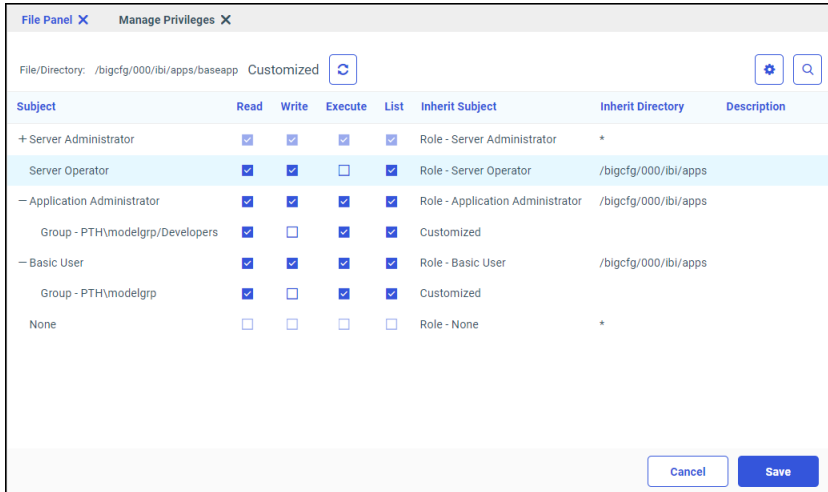 File Panel Manage Privileges
File/Directory: /bigcfg/000/ibi/apps/baseapp Customized
Subject Read Write Execute List Inherit Subject Inherit Directory Description
Server Administrator Role - Server Administrator *
Server Operator Role - Server Operator /bigcfg/000/ibi/apps
Application Administrator Role - Application Administrator /bigcfg/000/ibi/apps
Group - PTH\modelgrp/Developers Customized
Basic User Role - Basic User /bigcfg/000/ibi/apps
Group - PTH\modelgrp Customized
None Role - None *
Cancel Save